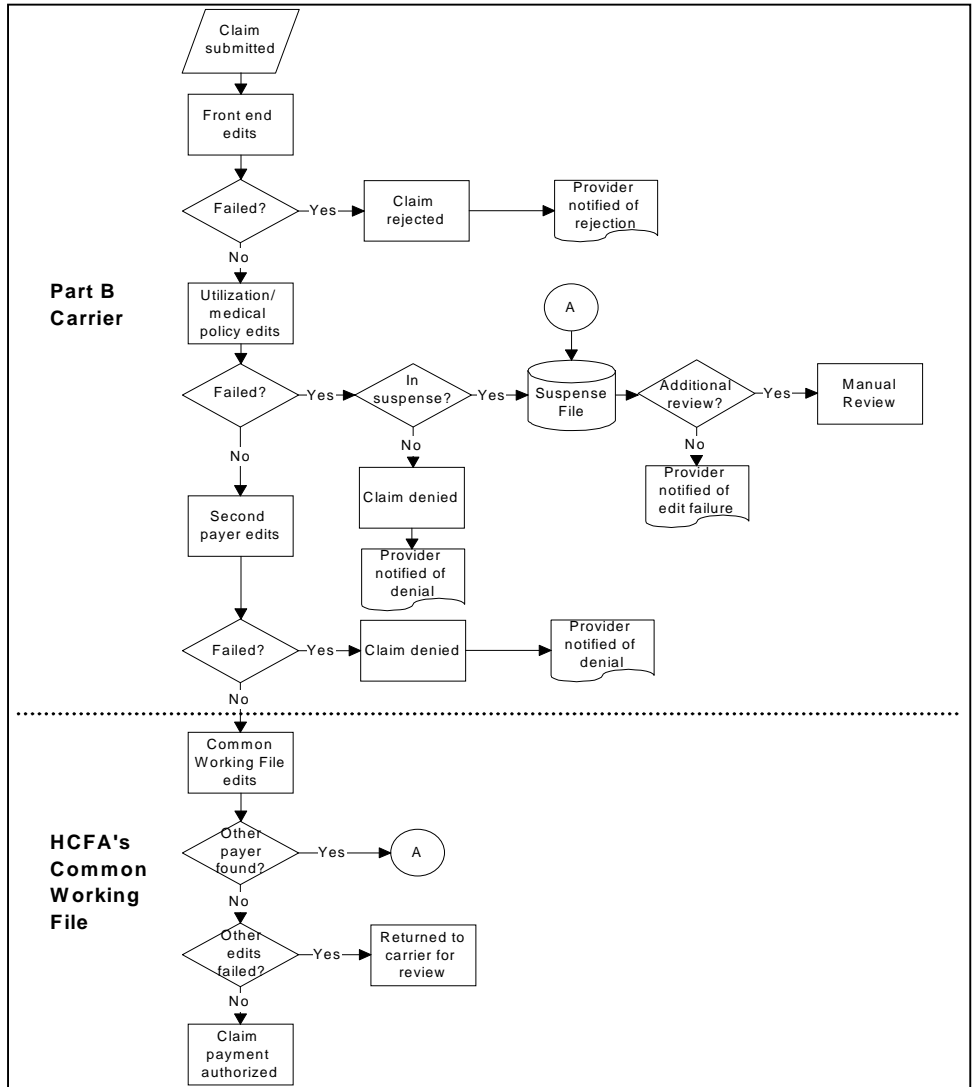 Claim
submitted
Front end
edits
Failed?
Yes
Claim
rejected
Provider
notified of
rejection
No
Part B
Carrier
Utilization/
medical
policy edits
A
Failed?
Yes
In
suspense?
Yes
Suspense
File
Additional
review?
Yes
Manual
Review
No
No
No
Claim denied
Provider
notified of
edit failure
Second
payer edits
Provider
notified of
denial
Failed?
Yes
Claim denied
Provider
notified of
denial
No
Common
Working File
edits
HCFA's
Common
Working
File
Other
payer
found?
Yes
A
No
Other
edits
failed?
Yes
Returned to
carrier for
review
No
Claim
payment
authorized